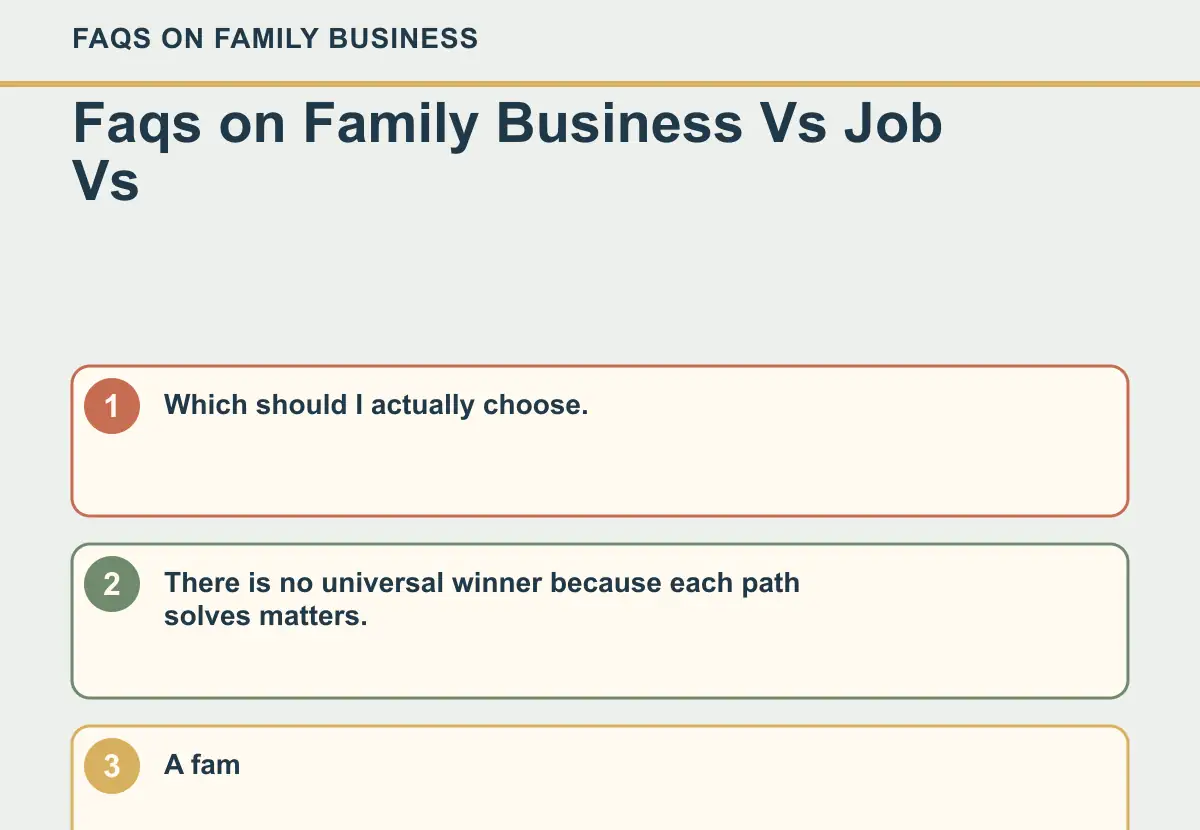 FAQS ON FAMILY BUSINESS
Faqs on Family Business Vs Job
Vs
1
Which should I actually choose.
2
There is no universal winner because each path
solves matters.
3
A fam